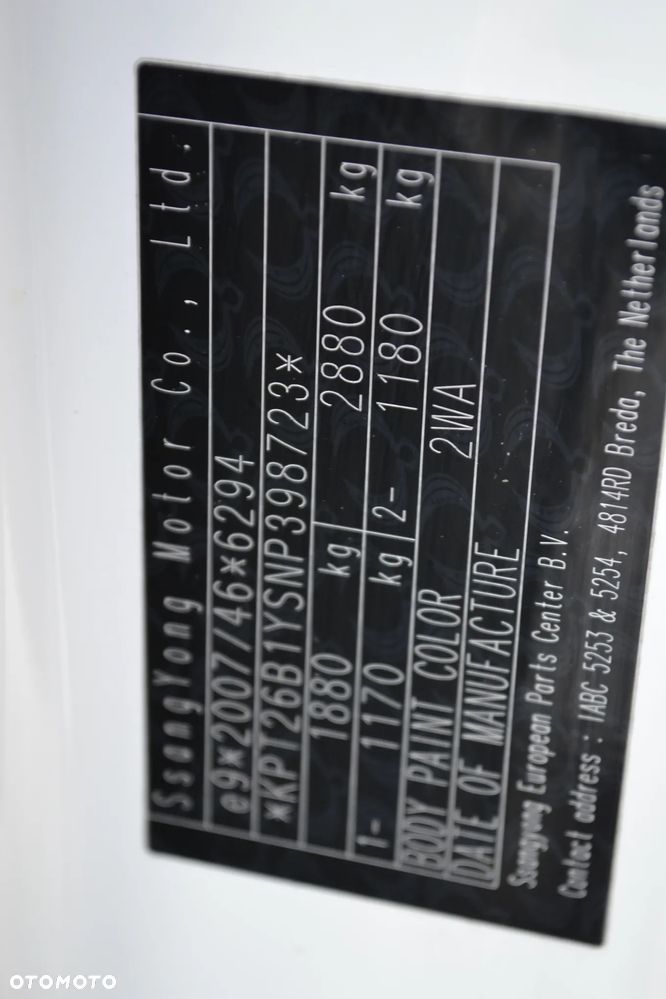 SsangYong Motor Co., Ltd.
e9*2007/46*6294
*KPT26B1YSNP398723*
1880 kg 2880 kg
1- 1170 kg 2- 1180 kg
BODY PAINT COLOR 2WA
DATE OF MANUFACTURE
Ssangyong European Parts Center B.V.
Contact address : IABC 5253 & 5254, 4814RD Breda, The Netherlands
OTOMOTO